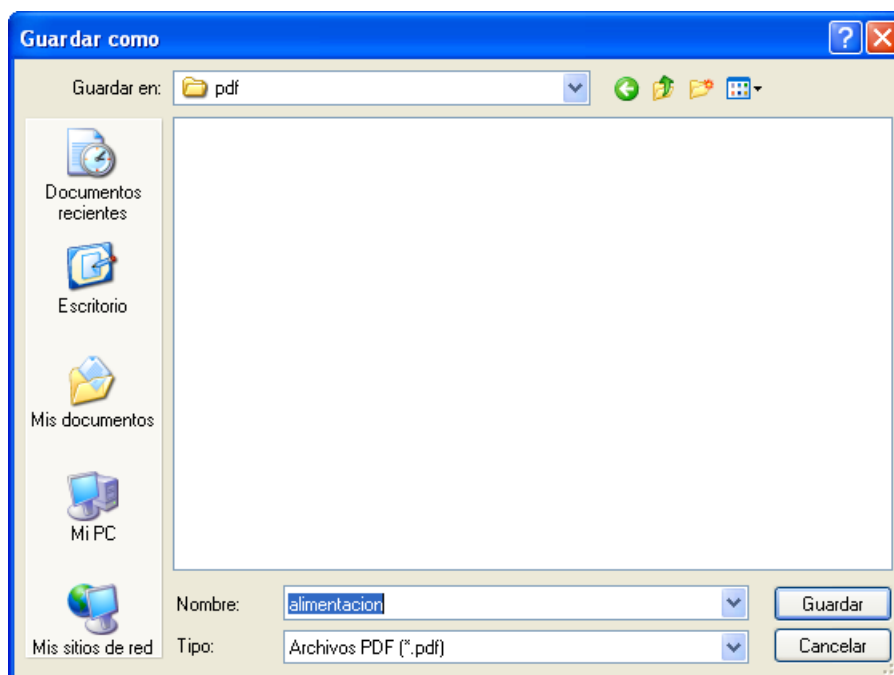 Guardar como
Guardar en:
pdf
Documentos
recientes
Escritorio
Mis documentos
Mi PC
Mis sitios de red
Nombre:
alimentacion
Guardar
Tipo:
Archivos PDF (*.pdf)
Cancelar